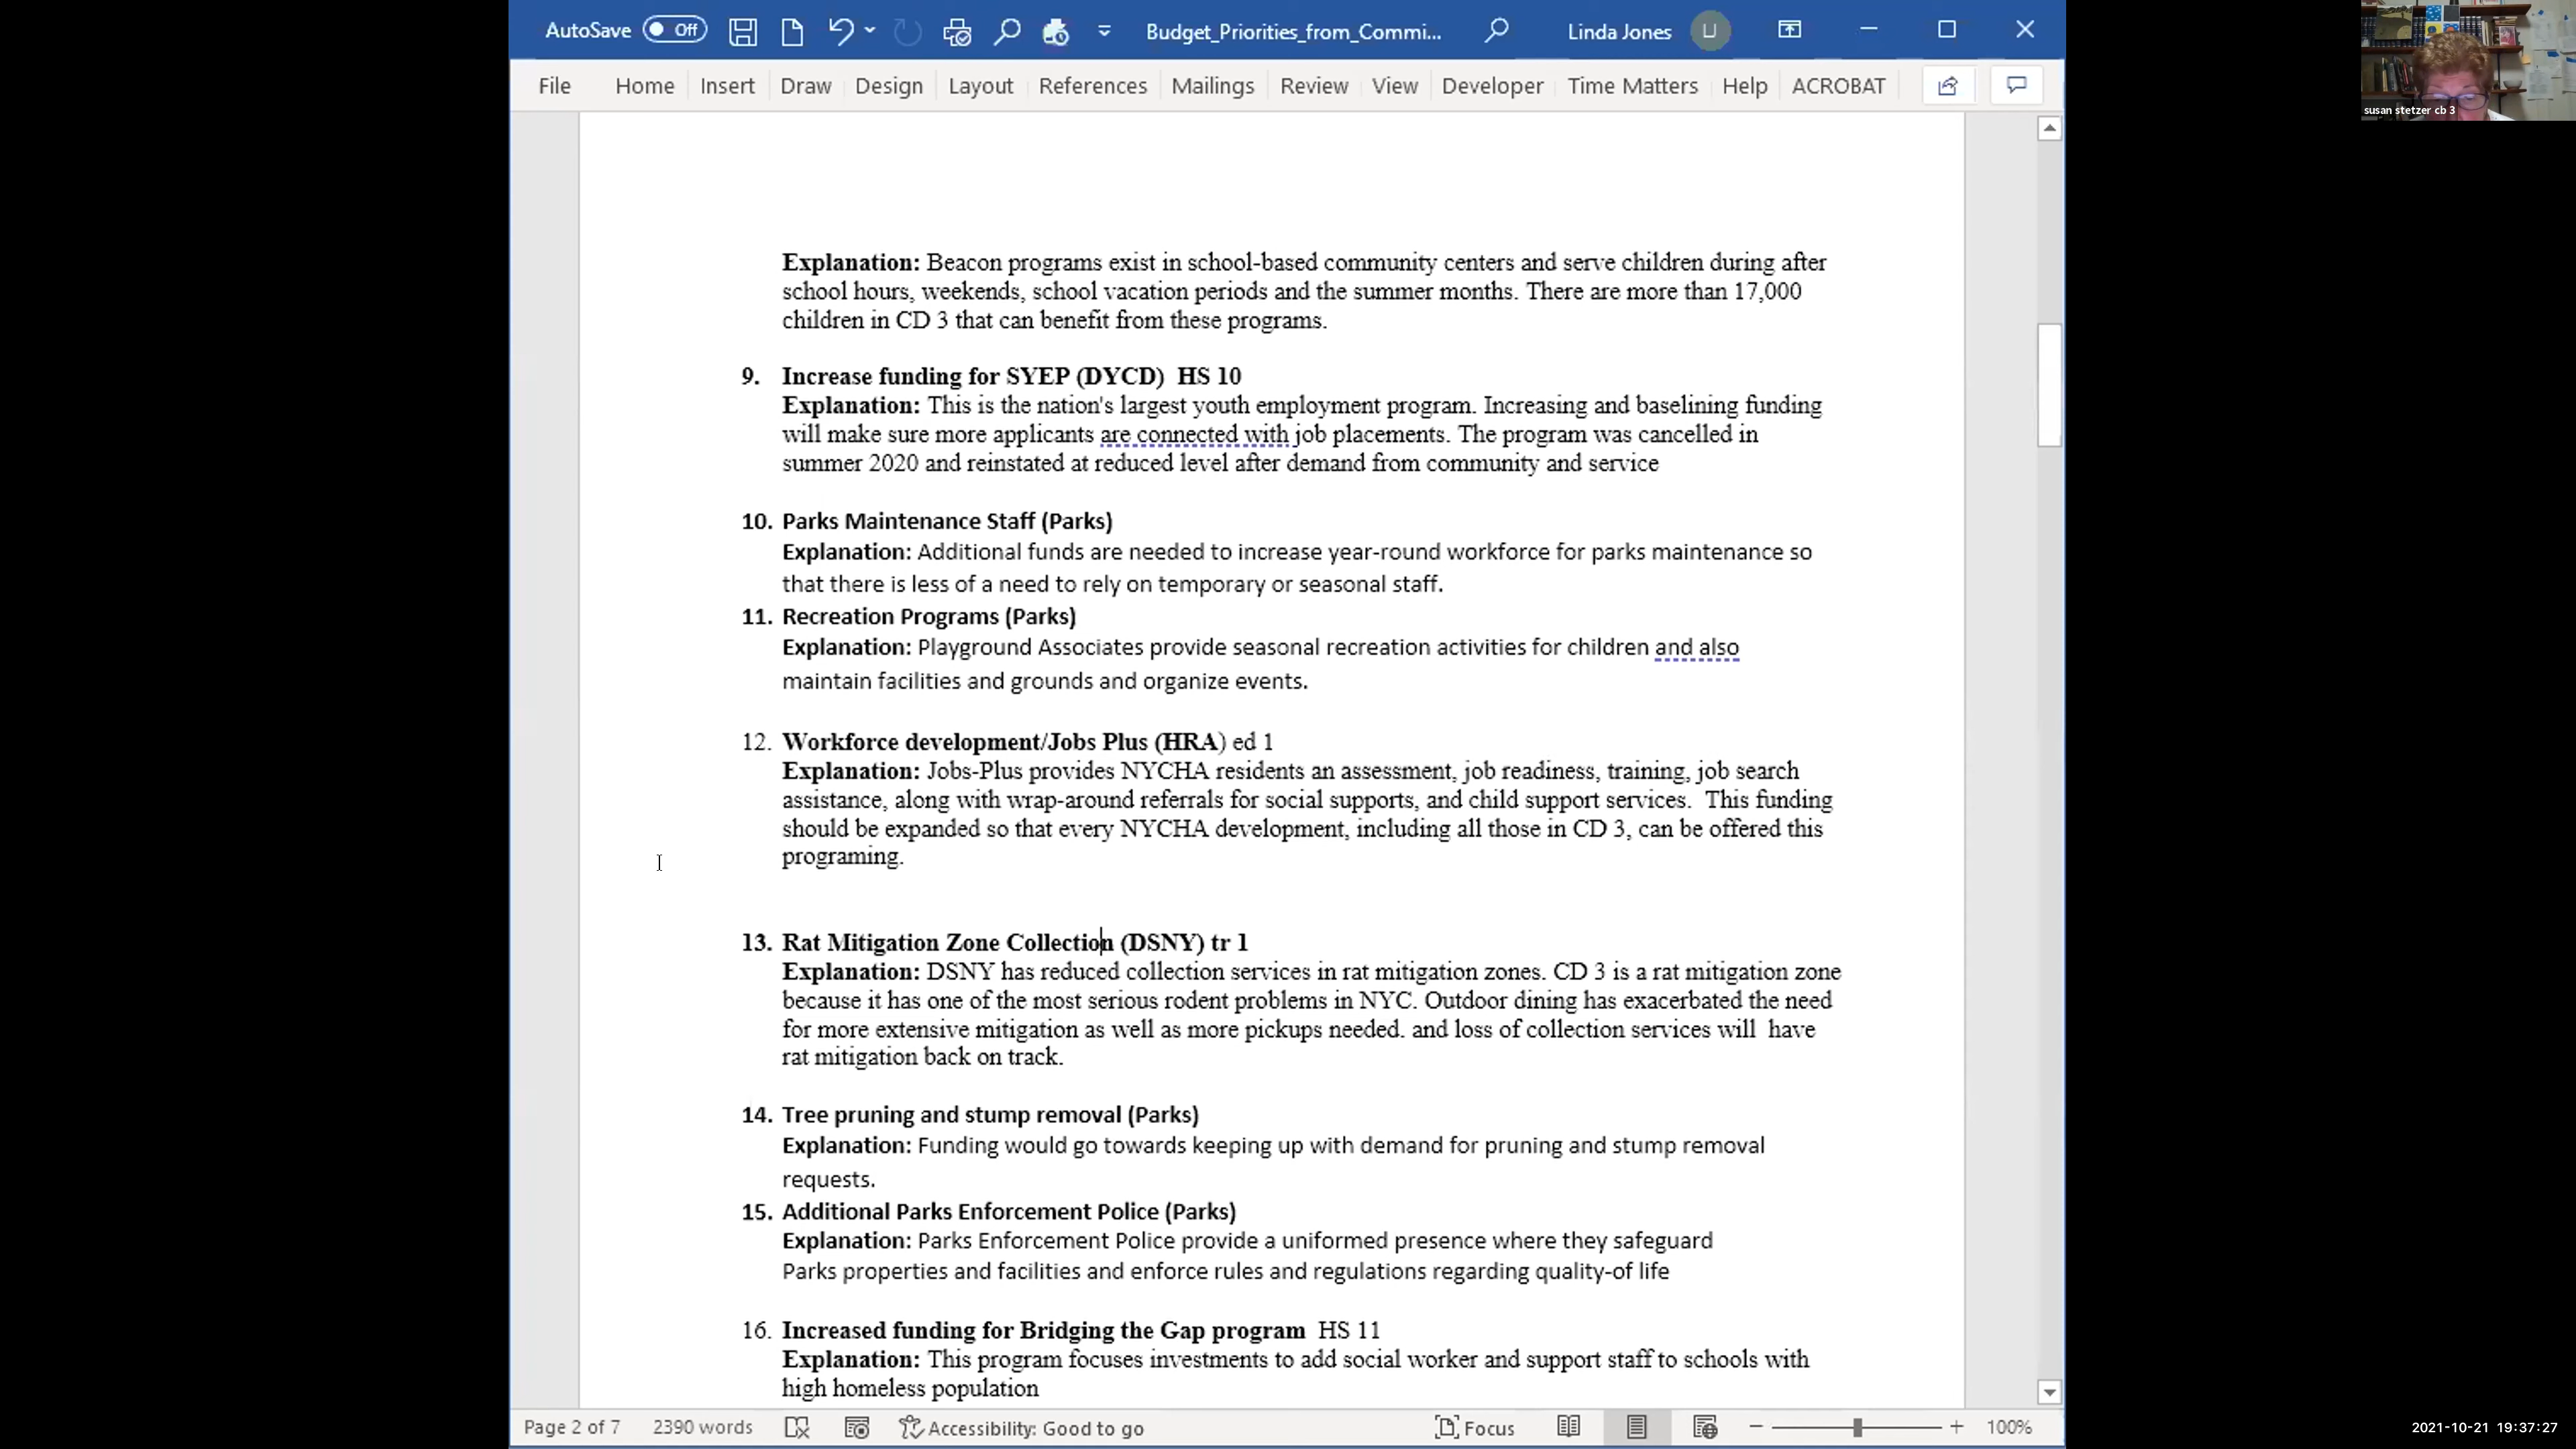 AutoSave Off Budget_Priorities_from_Commi... Linda Jones LJ
File Home Insert Draw Design Layout References Mailings Review View Developer Time Matters Help ACROBAT
susan stetzer cb 3
Explanation: Beacon programs exist in school-based community centers and serve children during after
school hours, weekends, school vacation periods and the summer months. There are more than 17,000
children in CD 3 that can benefit from these programs.
9. Increase funding for SYEP (DYCD)  HS 10
Explanation: This is the nation's largest youth employment program. Increasing and baselining funding
will make sure more applicants are connected with job placements. The program was cancelled in
summer 2020 and reinstated at reduced level after demand from community and service
10. Parks Maintenance Staff (Parks)
Explanation: Additional funds are needed to increase year-round workforce for parks maintenance so
that there is less of a need to rely on temporary or seasonal staff.
11. Recreation Programs (Parks)
Explanation: Playground Associates provide seasonal recreation activities for children and also
maintain facilities and grounds and organize events.
12. Workforce development/Jobs Plus (HRA) ed 1
Explanation: Jobs-Plus provides NYCHA residents an assessment, job readiness, training, job search
assistance, along with wrap-around referrals for social supports, and child support services.  This funding
should be expanded so that every NYCHA development, including all those in CD 3, can be offered this
programing.
13. Rat Mitigation Zone Collection (DSNY) tr 1
Explanation: DSNY has reduced collection services in rat mitigation zones. CD 3 is a rat mitigation zone
because it has one of the most serious rodent problems in NYC. Outdoor dining has exacerbated the need
for more extensive mitigation as well as more pickups needed. and loss of collection services will  have
rat mitigation back on track.
14. Tree pruning and stump removal (Parks)
Explanation: Funding would go towards keeping up with demand for pruning and stump removal
requests.
15. Additional Parks Enforcement Police (Parks)
Explanation: Parks Enforcement Police provide a uniformed presence where they safeguard
Parks properties and facilities and enforce rules and regulations regarding quality-of life
16. Increased funding for Bridging the Gap program  HS 11
Explanation: This program focuses investments to add social worker and support staff to schools with
high homeless population
Page 2 of 7 2390 words Accessibility: Good to go Focus 100%
2021-10-21 19:37:27